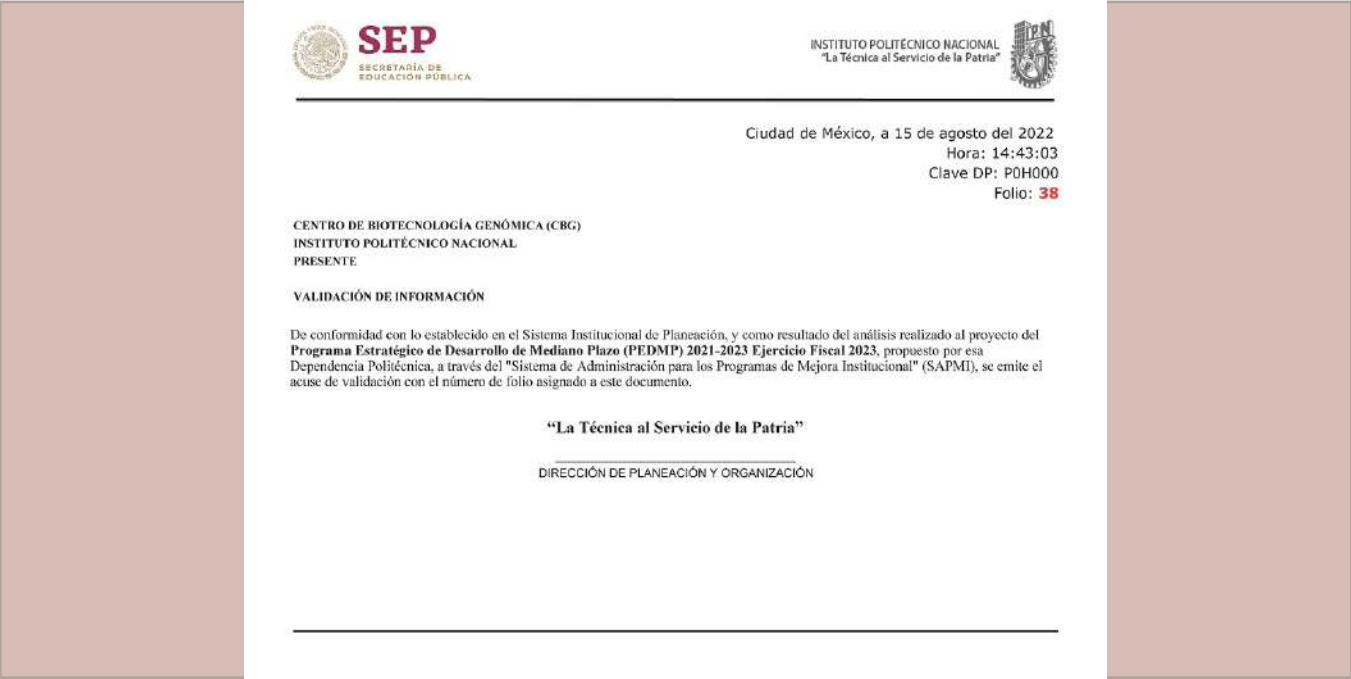 SEP
SECRETARÍA DE
EDUCACIÓN PÚBLICA
INSTITUTO POLITÉCNICO NACIONAL
"La Técnica al Servicio de la Patria"
IPN
Ciudad de México, a 15 de agosto del 2022
Hora: 14:43:03
Clave DP: P0H000
Folio: 38
CENTRO DE BIOTECNOLOGÍA GENÓMICA (CBG)
INSTITUTO POLITÉCNICO NACIONAL
PRESENTE
VALIDACIÓN DE INFORMACIÓN
De conformidad con lo establecido en el Sistema Institucional de Planeación, y como resultado del análisis realizado al proyecto del
Programa Estratégico de Desarrollo de Mediano Plazo (PEDMP) 2021-2023 Ejercicio Fiscal 2023, propuesto por esa
Dependencia Politécnica, a través del "Sistema de Administración para los Programas de Mejora Institucional" (SAPMI), se emite el
acuse de validación con el número de folio asignado a este documento.
“La Técnica al Servicio de la Patria”
DIRECCIÓN DE PLANEACIÓN Y ORGANIZACIÓN